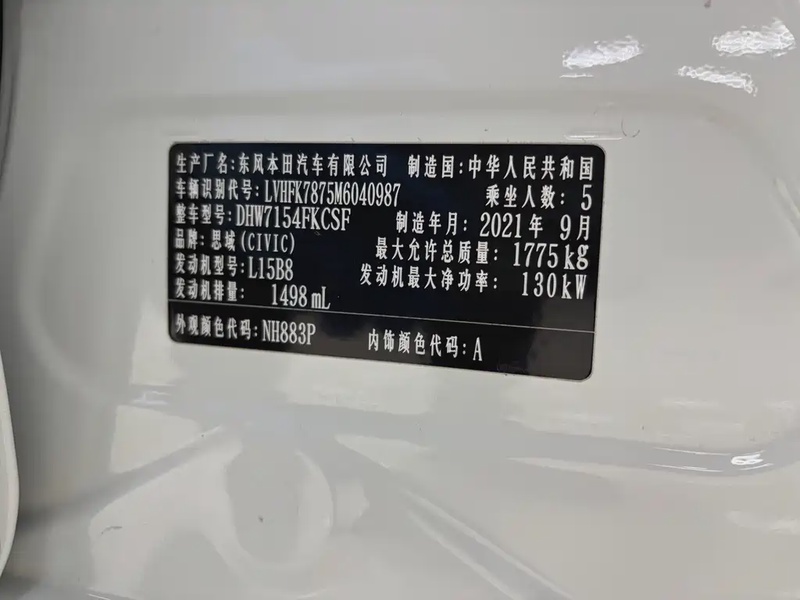 生产厂名:东风本田汽车有限公司 制造国:中华人民共和国
车辆识别代号:LVHFK7875M6040987 乘坐人数: 5
整车型号:DHW7154FKCSF 制造年月: 2021年 9月
品牌: 思域(CIVIC) 最大允许总质量: 1775kg
发动机型号:L15B8 发动机最大净功率: 130kW
发动机排量: 1498mL
外观颜色代码:NH883P 内饰颜色代码:A